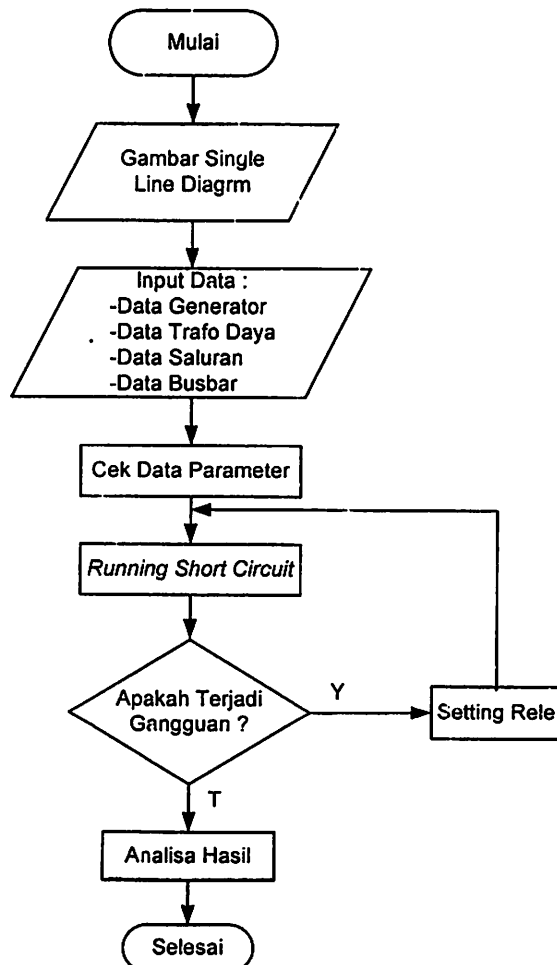 Mulai
Gambar Single
Line Diagrm
Input Data :
-Data Generator
-Data Trafo Daya
-Data Saluran
-Data Busbar
Cek Data Parameter
Running Short Circuit
Apakah Terjadi
Gangguan ?
Y
Setting Rele
T
Analisa Hasil
Selesai